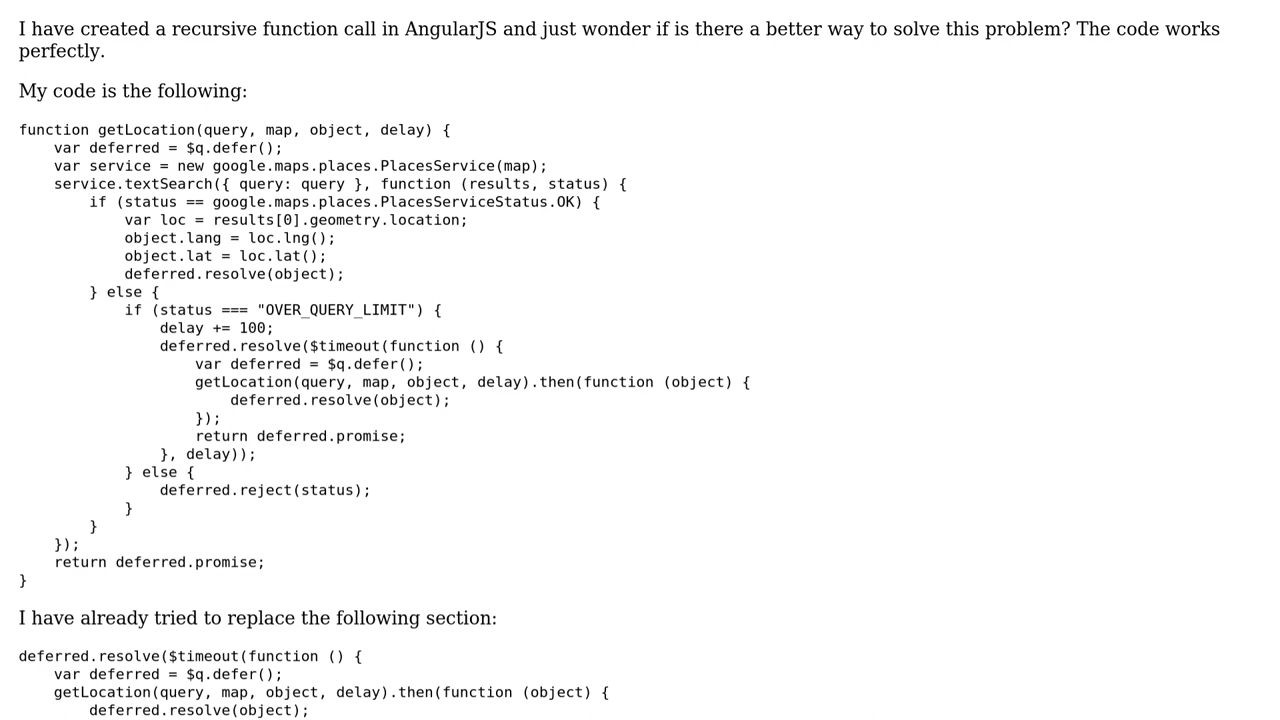 I have created a recursive function call in AngularJS and just wonder if is there a better way to solve this problem? The code works
perfectly.
My code is the following:
function getLocation(query, map, object, delay) {
    var deferred = $q.defer();
    var service = new google.maps.places.PlacesService(map);
    service.textSearch({ query: query }, function (results, status) {
        if (status == google.maps.places.PlacesServiceStatus.OK) {
            var loc = results[0].geometry.location;
            object.lang = loc.lng();
            object.lat = loc.lat();
            deferred.resolve(object);
        } else {
            if (status === "OVER_QUERY_LIMIT") {
                delay += 100;
                deferred.resolve($timeout(function () {
                    var deferred = $q.defer();
                    getLocation(query, map, object, delay).then(function (object) {
                        deferred.resolve(object);
                    });
                    return deferred.promise;
                }, delay));
            } else {
                deferred.reject(status);
            }
        }
    });
    return deferred.promise;
}
I have already tried to replace the following section:
deferred.resolve($timeout(function () {
    var deferred = $q.defer();
    getLocation(query, map, object, delay).then(function (object) {
        deferred.resolve(object);